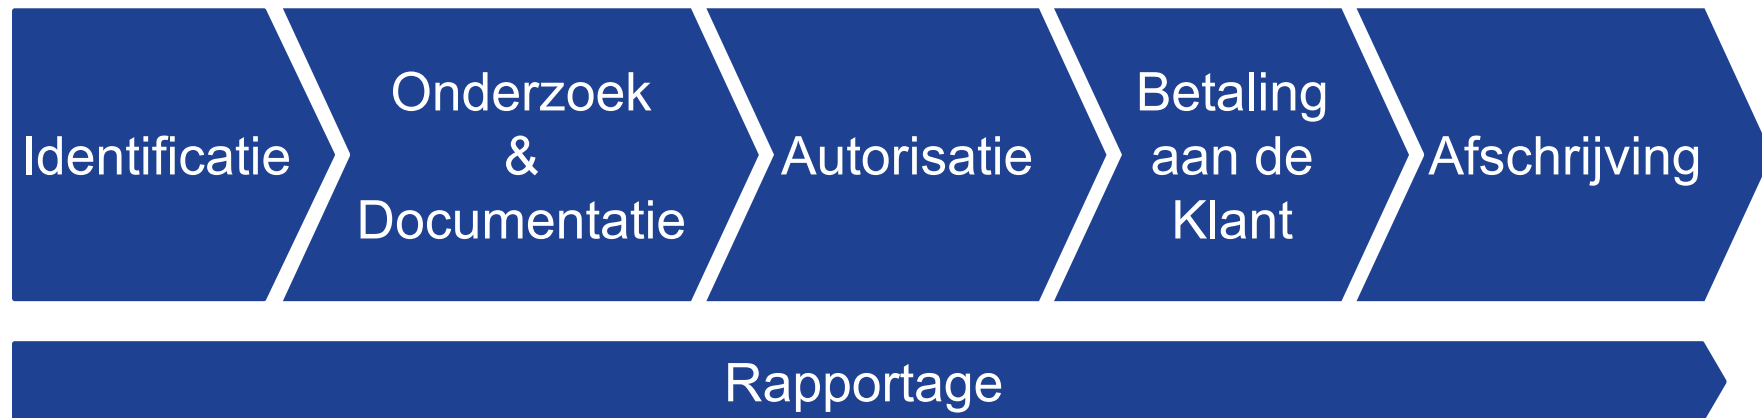 Identificatie
Onderzoek
&
Documentatie
Autorisatie
Betaling
aan de
Klant
Afschrijving
Rapportage